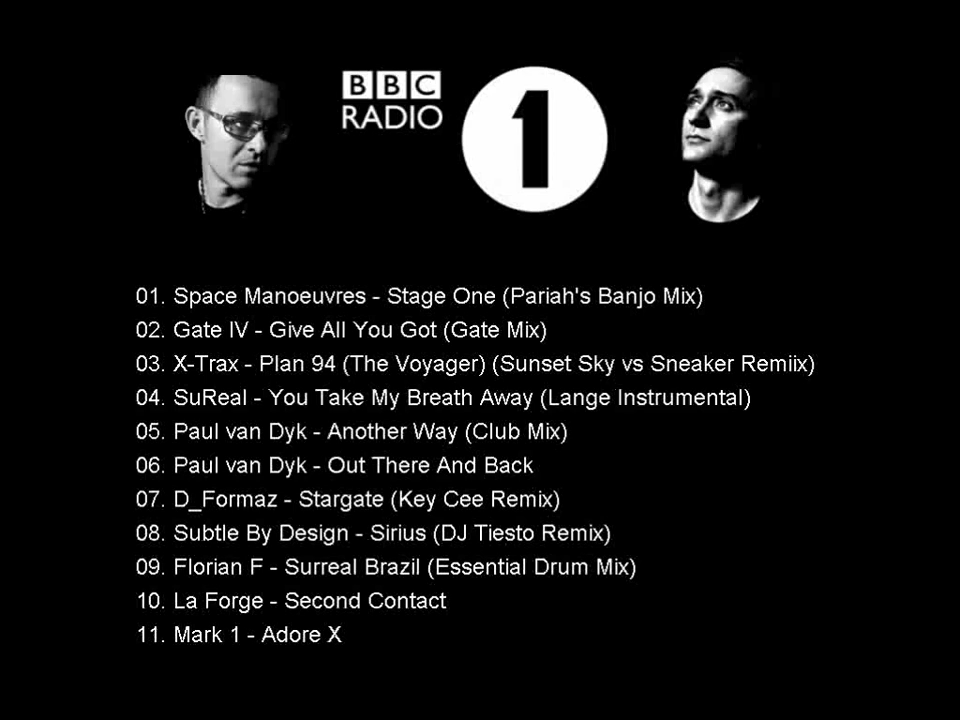 BBC
RADIO
1
01. Space Manoeuvres - Stage One (Pariah's Banjo Mix)
02. Gate IV - Give All You Got (Gate Mix)
03. X-Trax - Plan 94 (The Voyager) (Sunset Sky vs Sneaker Remiix)
04. SuReal - You Take My Breath Away (Lange Instrumental)
05. Paul van Dyk - Another Way (Club Mix)
06. Paul van Dyk - Out There And Back
07. D_Formaz - Stargate (Key Cee Remix)
08. Subtle By Design - Sirius (DJ Tiesto Remix)
09. Florian F - Surreal Brazil (Essential Drum Mix)
10. La Forge - Second Contact
11. Mark 1 - Adore X